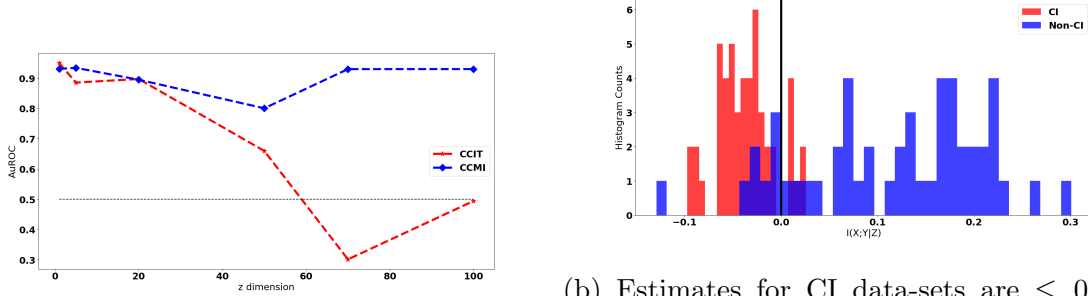 0.9
0.8
0.7
0.6
0.5
0.4
0.3
AuROC
CCIT
CCMI
0 20 40 60 80 100
z dimension
6
5
4
3
2
1
0
Histogram Counts
CI
Non-CI
−0.1 0.0 0.1 0.2 0.3
I(X;Y|Z)
(b) Estimates for CI data-sets are ≤ 0